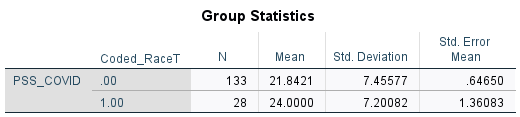 Group Statistics
Coded_RaceT N Mean Std. Deviation Std. Error Mean
PSS_COVID .00 133 21.8421 7.45577 .64650
1.00 28 24.0000 7.20082 1.36083